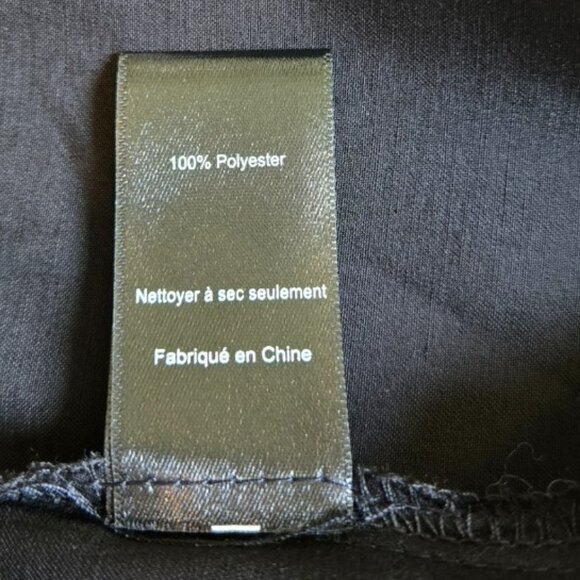 100% Polyester
Nettoyer à sec seulement
Fabriqué en Chine